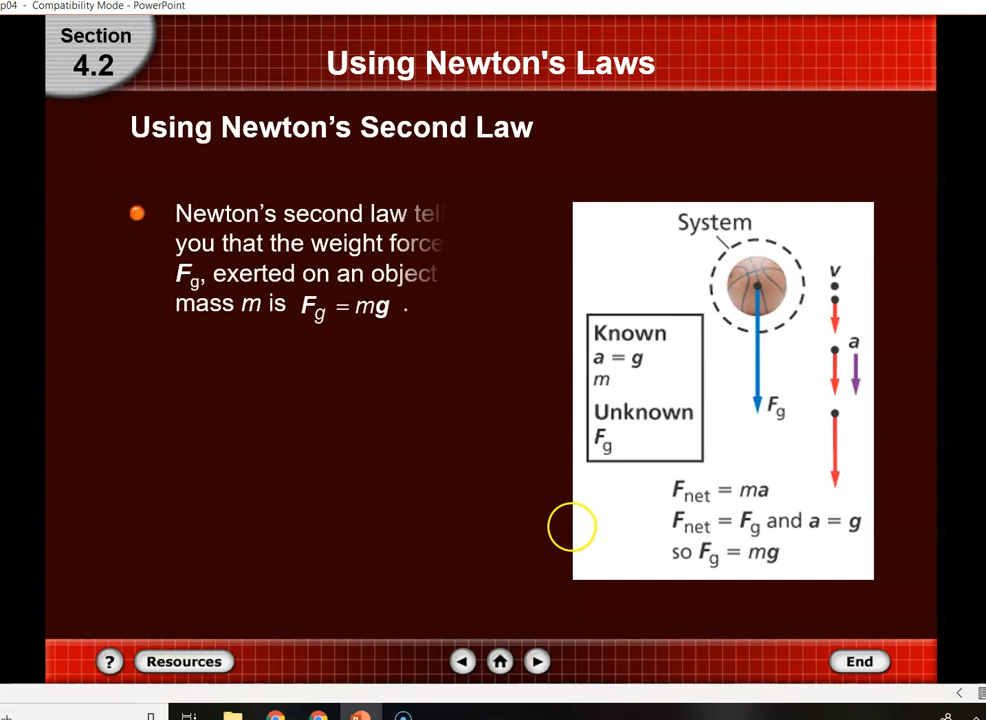 p04 - Compatibility Mode - PowerPoint
Section
4.2
Using Newton's Laws
Using Newton’s Second Law
Newton’s second law tel
you that the weight force
Fg, exerted on an object
mass m is Fg = mg .
System
v
a
Known
a = g
m
Unknown
Fg
Fg
Fnet = ma
Fnet = Fg and a = g
so Fg = mg
?
Resources
End